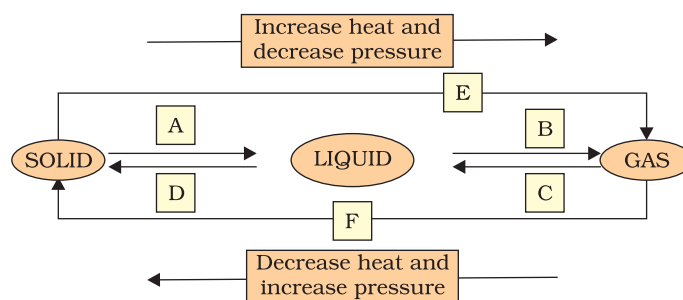 Increase heat and
decrease pressure
E
A
B
SOLID
LIQUID
GAS
D
C
F
Decrease heat and
increase pressure